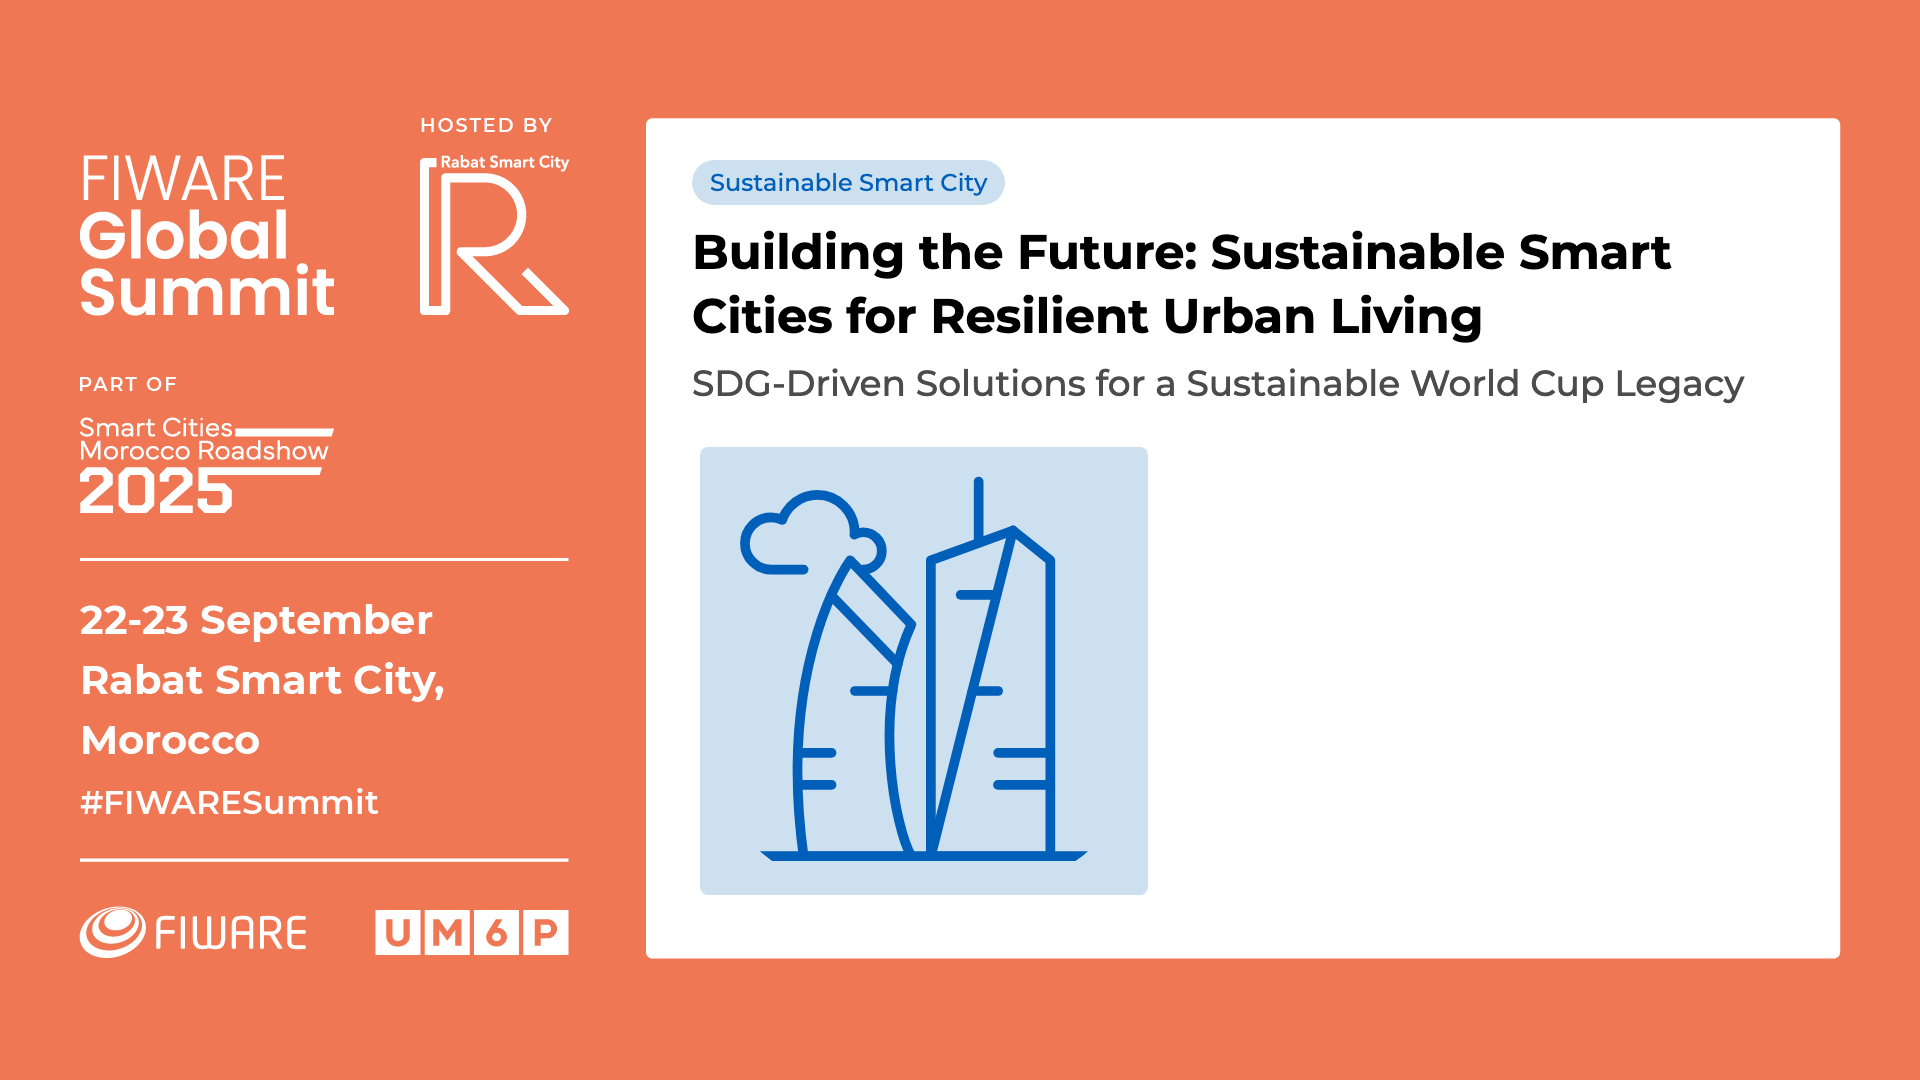 FIWARE
Global
Summit
HOSTED BY
Rabat Smart City
R
PART OF
Smart Cities
Morocco Roadshow
2025
22-23 September
Rabat Smart City,
Morocco
#FIWARESummit
FIWARE
UM6P
Sustainable Smart City
Building the Future: Sustainable Smart
Cities for Resilient Urban Living
SDG-Driven Solutions for a Sustainable World Cup Legacy